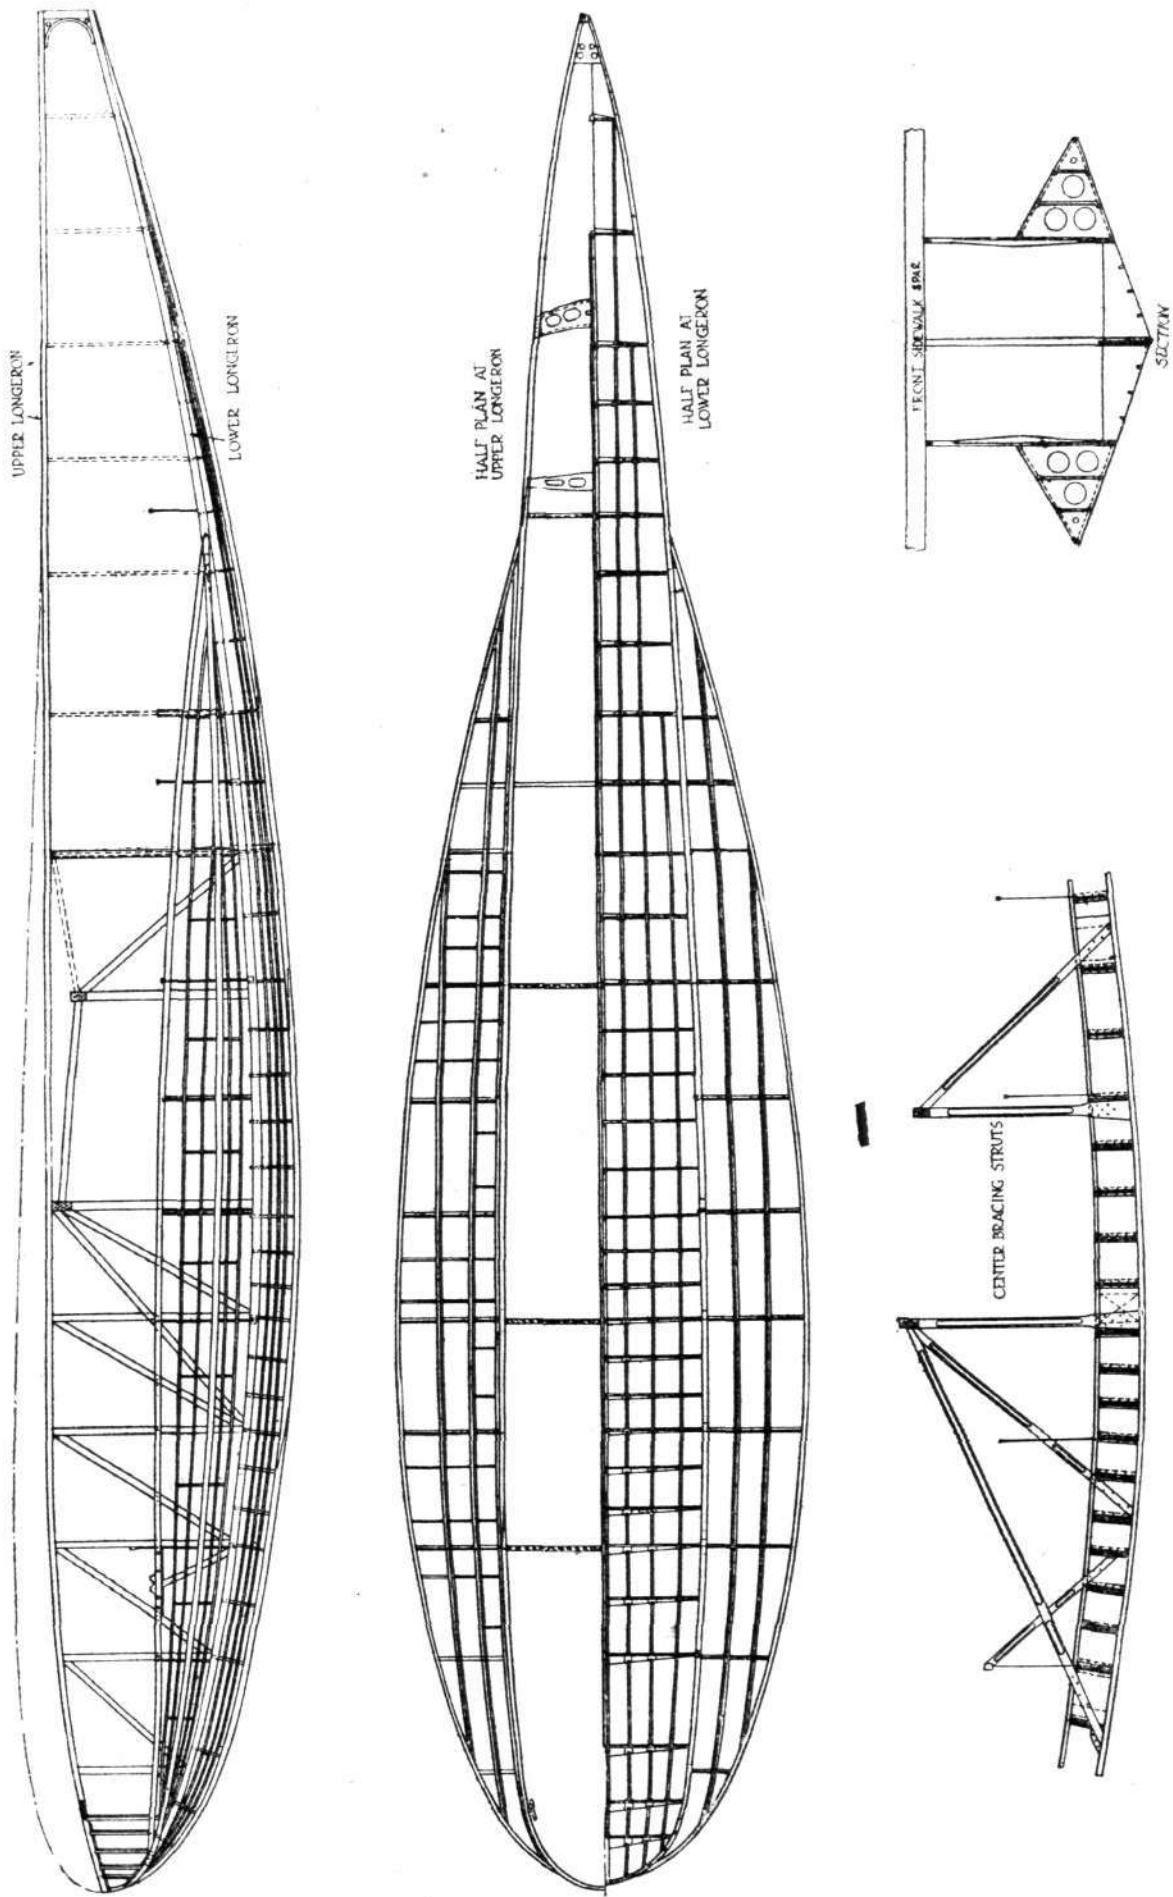 UPPER LONGERON
LOWER LONGERON
HALF PLAN AT
UPPER LONGERON
HALF PLAN AT
LOWER LONGERON
FRONT SIDEWALK SPAR
SECTION
CENTER BRACING STRUTS